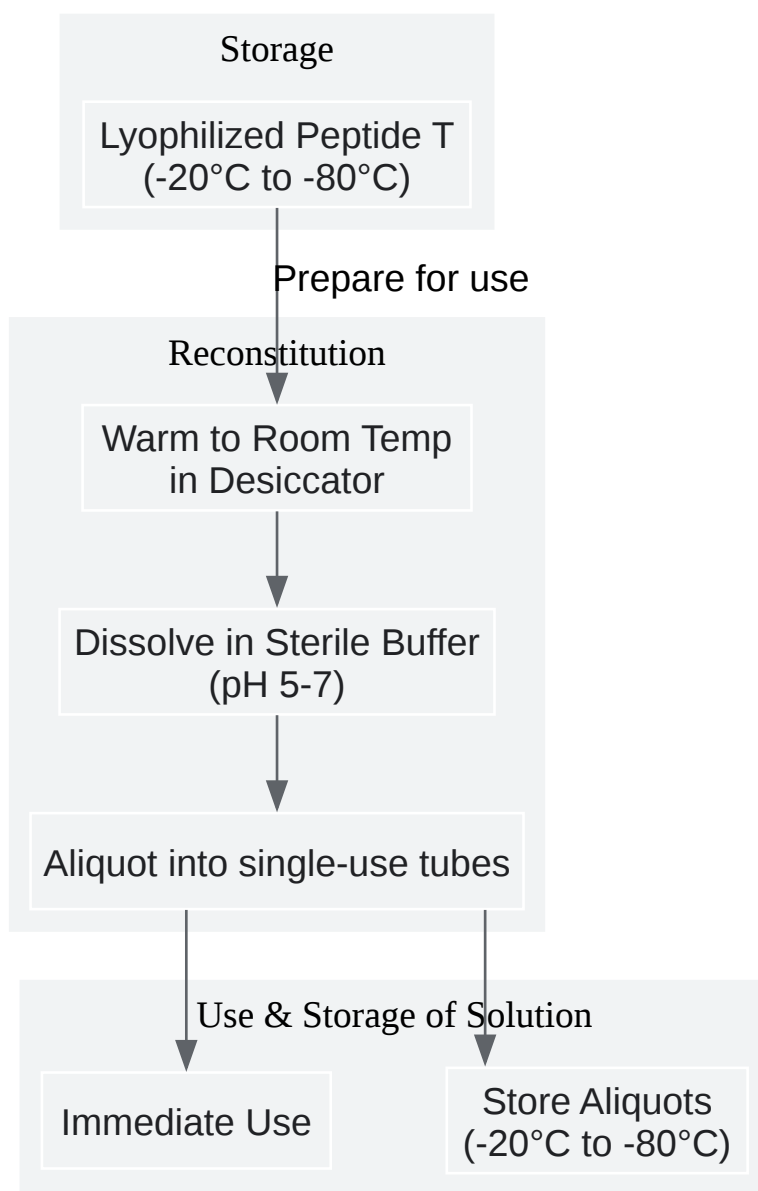 Storage
Lyophilized Peptide T
(-20°C to -80°C)
Prepare for use
Reconstitution
Warm to Room Temp
in Desiccator
Dissolve in Sterile Buffer
(pH 5-7)
Aliquot into single-use tubes
Use & Storage of Solution
Immediate Use
Store Aliquots
(-20°C to -80°C)